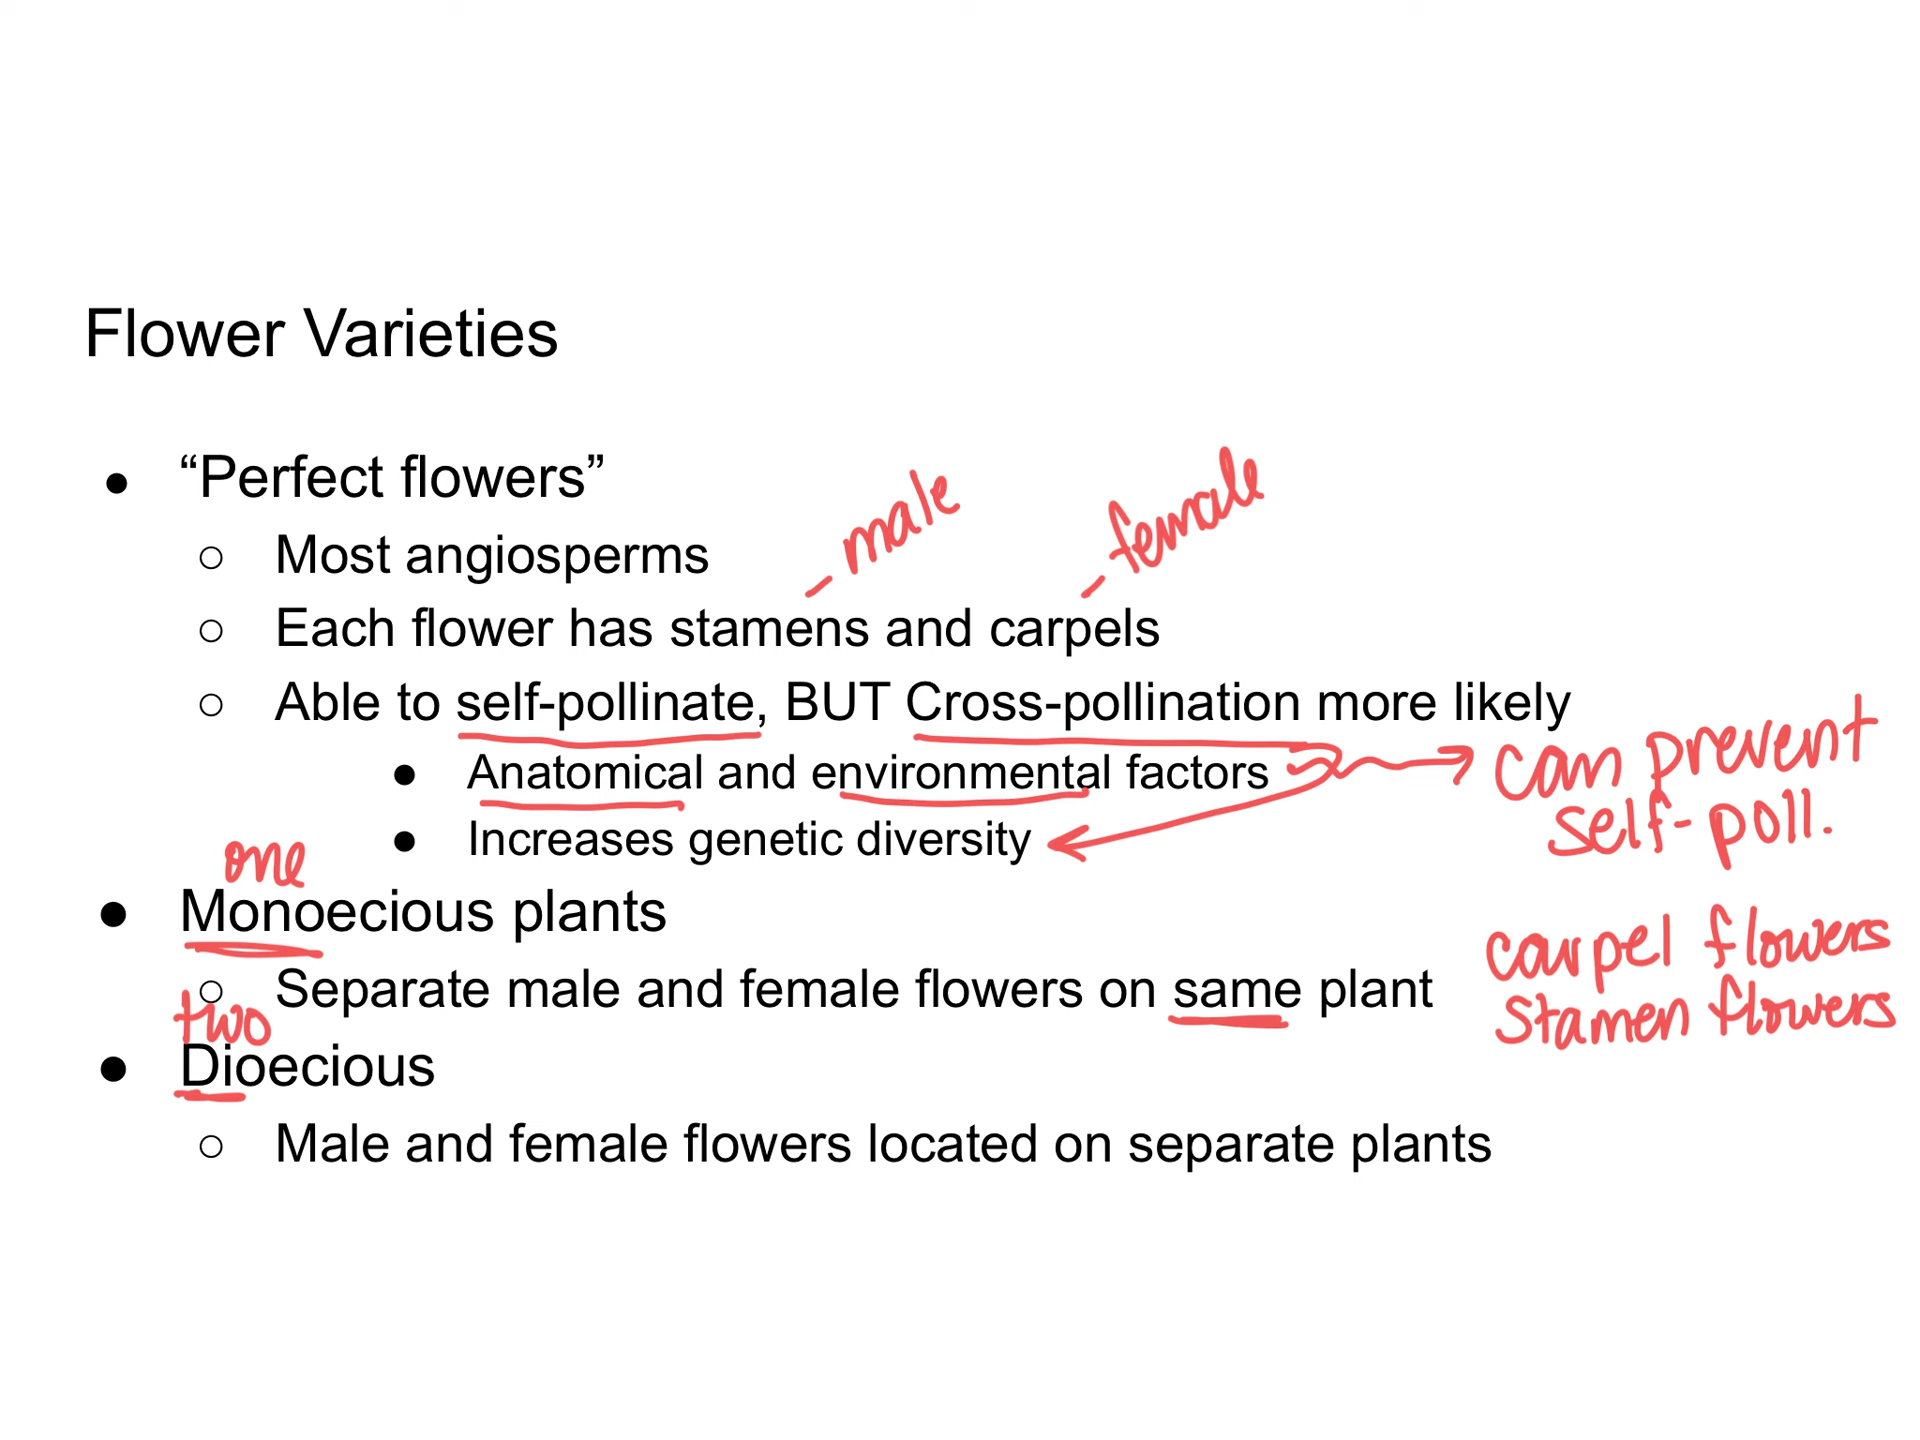 Flower Varieties
● “Perfect flowers”
○ Most angiosperms
- male
- female
○ Each flower has stamens and carpels
○ Able to self-pollinate, BUT Cross-pollination more likely
● Anatomical and environmental factors
can prevent
self-poll.
● Increases genetic diversity
one
● Monoecious plants
carpel flowers
○ Separate male and female flowers on same plant
stamen flowers
two
● Dioecious
○ Male and female flowers located on separate plants